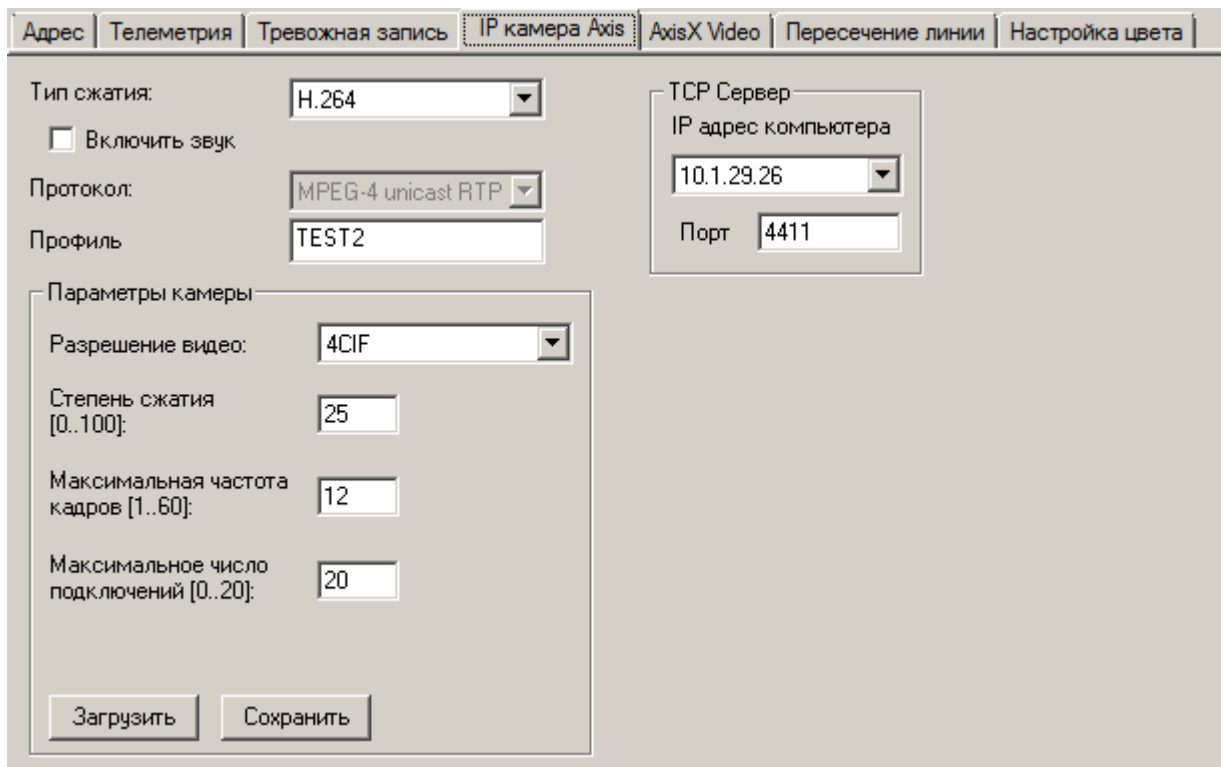 Адрес Телеметрия Тревожная запись IP камера Axis AxisX Video Пересечение линии Настройка цвета
Тип сжатия:
H.264
Включить звук
Протокол:
MPEG-4 unicast RTP
Профиль
TEST2
TCP Сервер
IP адрес компьютера
10.1.29.26
Порт
4411
Параметры камеры
Разрешение видео:
4CIF
Степень сжатия
[0..100]:
25
Максимальная частота
кадров [1..60]:
12
Максимальное число
подключений [0..20]:
20
Загрузить Сохранить